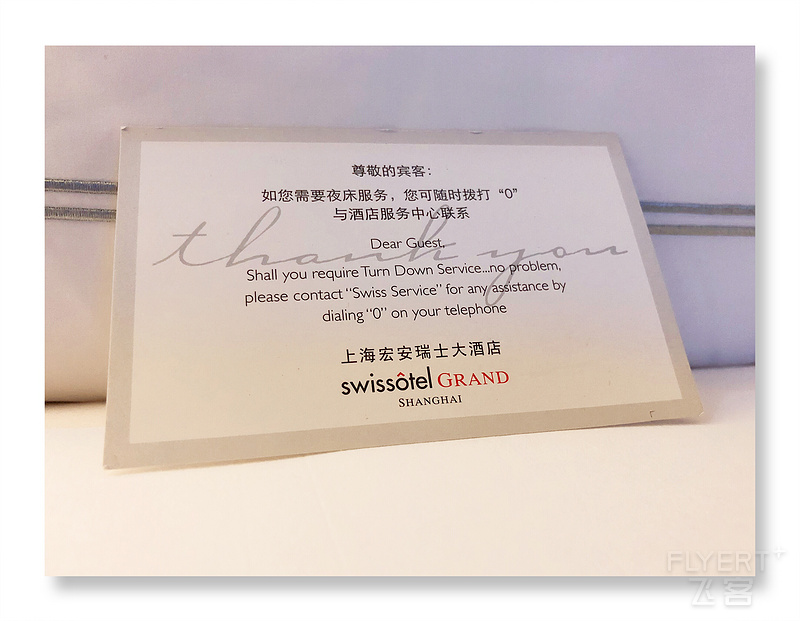 尊敬的宾客：
如您需要夜床服务，您可随时拨打“0”
与酒店服务中心联系
thank you
Dear Guest,
Shall you require Turn Down Service...no problem,
please contact “Swiss Service” for any assistance by
dialing “0” on your telephone
上海宏安瑞士大酒店
swissôtel GRAND
SHANGHAI
FLYERT+
飞客